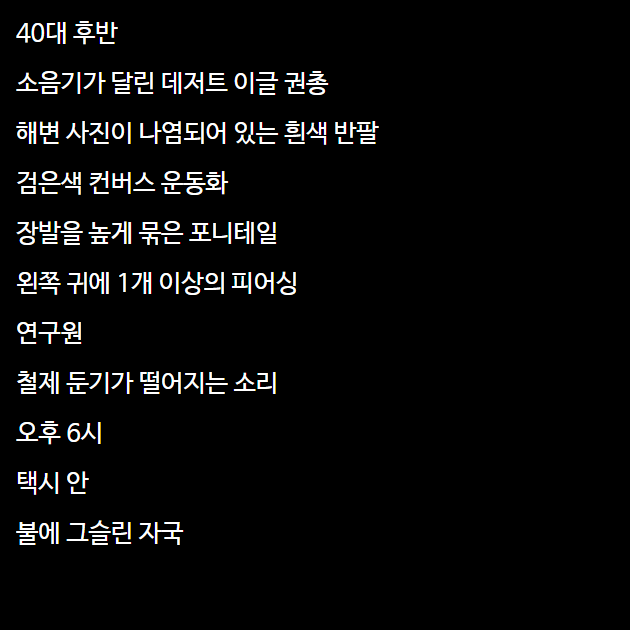 40대 후반
소음기가 달린 데저트 이글 권총
해변 사진이 나염되어 있는 흰색 반팔
검은색 컨버스 운동화
장발을 높게 묶은 포니테일
왼쪽 귀에 1개 이상의 피어싱
연구원
철제 둔기가 떨어지는 소리
오후 6시
택시 안
불에 그슬린 자국